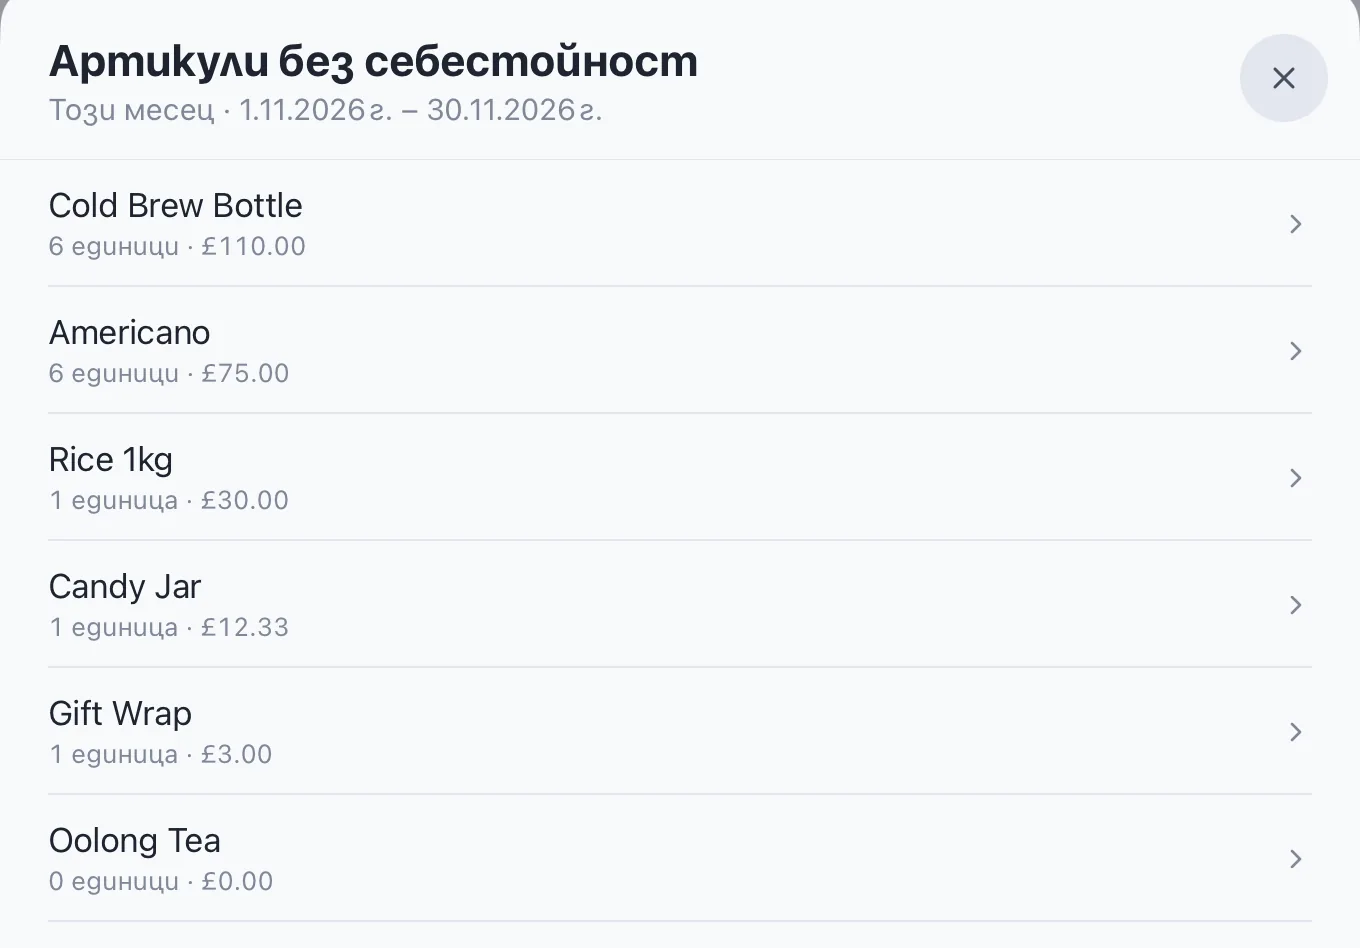 Артикули без себестойност
Този месец · 1.11.2026 г. – 30.11.2026 г.
Cold Brew Bottle
6 единици · £110.00
Americano
6 единици · £75.00
Rice 1kg
1 единица · £30.00
Candy Jar
1 единица · £12.33
Gift Wrap
1 единица · £3.00
Oolong Tea
0 единици · £0.00